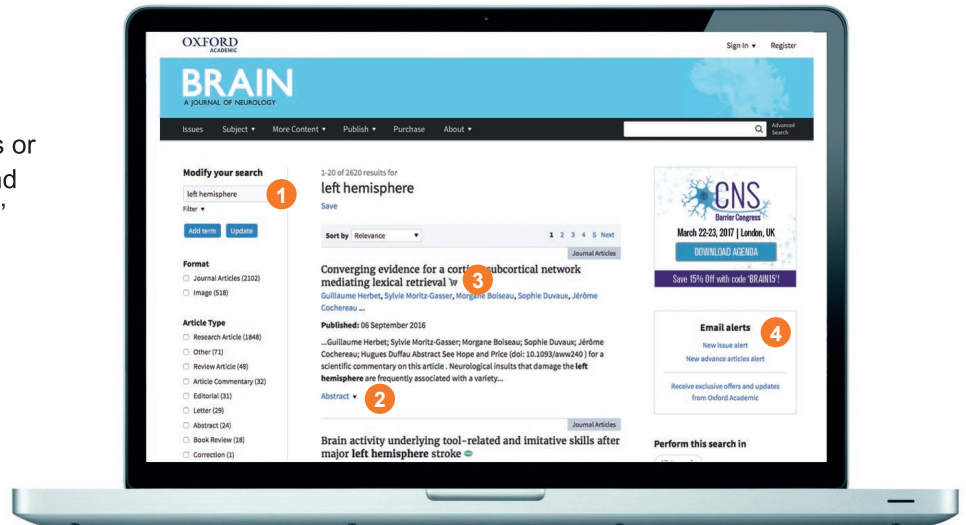 s or
nd
,
OXFORD
ACADEMIC
Sign In ▾ Register
BRAIN
A JOURNAL OF NEUROLOGY
Issues Subject ▾ More Content ▾ Publish ▾ Purchase About ▾
Advanced
Search
Modify your search
left hemisphere
1
Filter ▾
Add term Update
Format
Journal Articles (2102)
Image (518)
Article Type
Research Article (1848)
Other (71)
Review Article (48)
Article Commentary (32)
Editorial (31)
Letter (29)
Abstract (24)
Book Review (18)
Correction (1)
1-20 of 2620 results for
left hemisphere
Save
Sort by Relevance ▾
1 2 3 4 5 Next
Journal Articles
Converging evidence for a subcortical network
mediating lexical retrieval
3
Guillaume Herbet, Sylvie Moritz-Gasser, Morgane Boiseau, Sophie Duvaux, Jérôme
Cochereau ...
Published: 06 September 2016
...Guillaume Herbet; Sylvie Moritz-Gasser; Morgane Boiseau; Sophie Duvaux; Jérôme
Cochereau; Hugues Duffau Abstract See Hope and Price (doi: 10.1093/aww240 ) for a
scientific commentary on this article . Neurological insults that damage the left
hemisphere are frequently associated with a variety...
Abstract ▾
2
Journal Articles
Brain activity underlying tool-related and imitative skills after
major left hemisphere stroke
CNS
Barrier Congress
March 22-23, 2017 | London, UK
DOWNLOAD AGENDA
Save 15% Off with code 'BRAIN15'!
Email alerts
4
New issue alert
New advance articles alert
Receive exclusive offers and updates
from Oxford Academic
Perform this search in